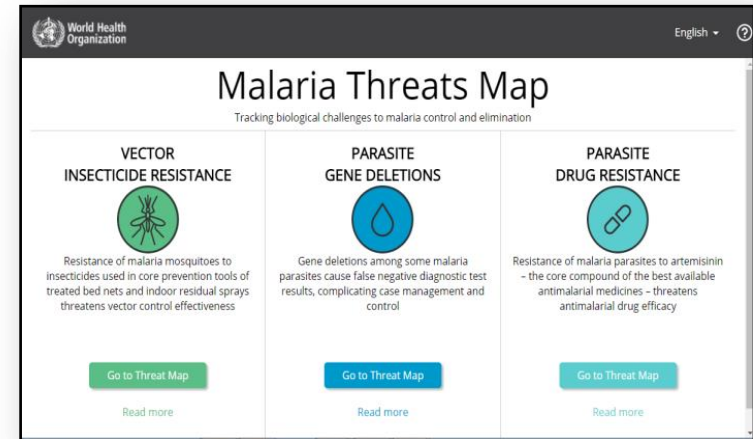 World Health
Organization
English
Malaria Threats Map
Tracking biological challenges to malaria control and elimination
VECTOR
INSECTICIDE RESISTANCE
Resistance of malaria mosquitoes to
insecticides used in core prevention tools of
treated bed nets and indoor residual sprays
threatens vector control effectiveness
Go to Threat Map
Read more
PARASITE
GENE DELETIONS
Gene deletions among some malaria
parasites cause false negative diagnostic test
results, complicating case management and
control
Go to Threat Map
Read more
PARASITE
DRUG RESISTANCE
Resistance of malaria parasites to artemisinin
– the core compound of the best available
antimalarial medicines – threatens
antimalarial drug efficacy
Go to Threat Map
Read more